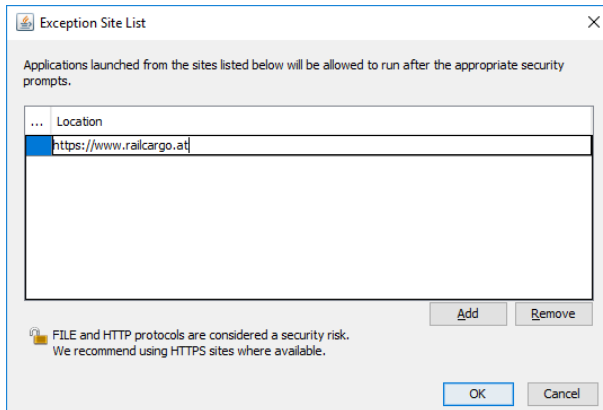 Exception Site List
Applications launched from the sites listed below will be allowed to run after the appropriate security
prompts.
... Location
https://www.railcargo.at
Add Remove
FILE and HTTP protocols are considered a security risk.
We recommend using HTTPS sites where available.
OK Cancel